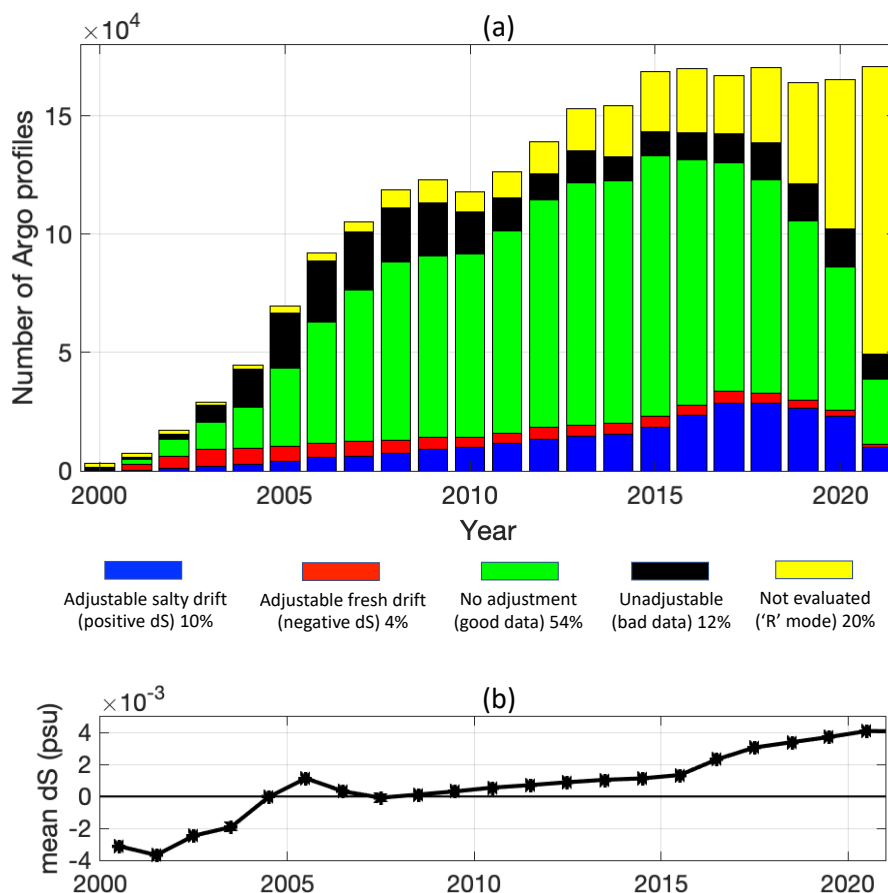 (a)
×10⁴
15
10
5
0
Number of Argo profiles
2000
2005
2010
2015
2020
Year
Adjustable salty drift
(positive dS) 10%
Adjustable fresh drift
(negative dS) 4%
No adjustment
(good data) 54%
Unadjustable
(bad data) 12%
Not evaluated
('R' mode) 20%
(b)
×10⁻³
4
2
0
-2
-4
mean dS (psu)
2000
2005
2010
2015
2020